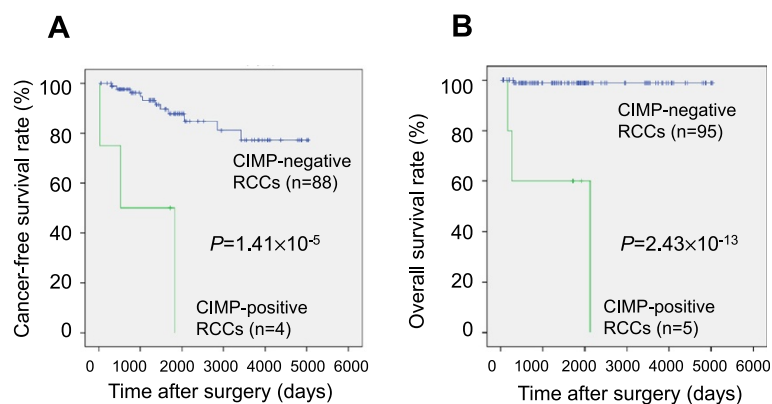 A
Cancer-free survival rate (%)
100
80
60
40
20
0
CIMP-negative
RCCs (n=88)
P=1.41×10-5
CIMP-positive
RCCs (n=4)
0 1000 2000 3000 4000 5000 6000
Time after surgery (days)
B
Overall survival rate (%)
100
80
60
40
20
0
CIMP-negative
RCCs (n=95)
P=2.43×10-13
CIMP-positive
RCCs (n=5)
0 1000 2000 3000 4000 5000 6000
Time after surgery (days)